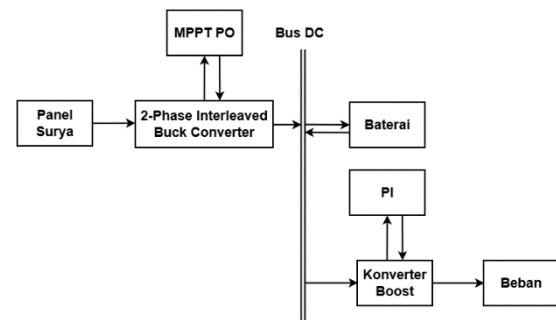 MPPT PO
Bus DC
Panel
Surya
2-Phase Interleaved
Buck Converter
Baterai
PI
Konverter
Boost
Beban